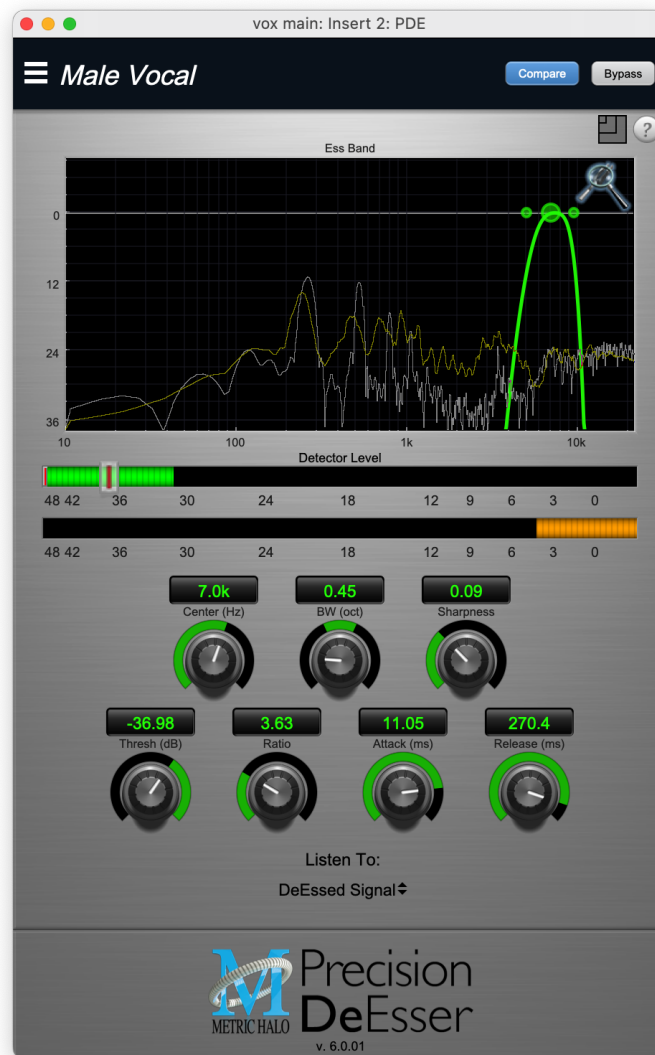 vox main: Insert 2: PDE
Male Vocal
Compare
Bypass
?
Ess Band
0
12
24
36
10 100 1k 10k
Detector Level
48 42 36 30 24 18 12 9 6 3 0
48 42 36 30 24 18 12 9 6 3 0
7.0k 0.45 0.09
Center (Hz) BW (oct) Sharpness
-36.98 3.63 11.05 270.4
Thresh (dB) Ratio Attack (ms) Release (ms)
Listen To:
DeEssed Signal
M
METRIC HALO
Precision
DeEsser
v. 6.0.01